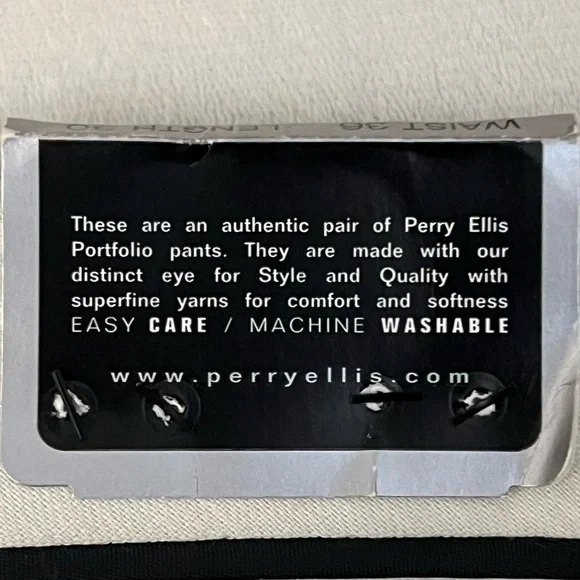 WAIST 36 LENGTH 30
These are an authentic pair of Perry Ellis
Portfolio pants. They are made with our
distinct eye for Style and Quality with
superfine yarns for comfort and softness
EASY CARE / MACHINE WASHABLE
www.perryellis.com